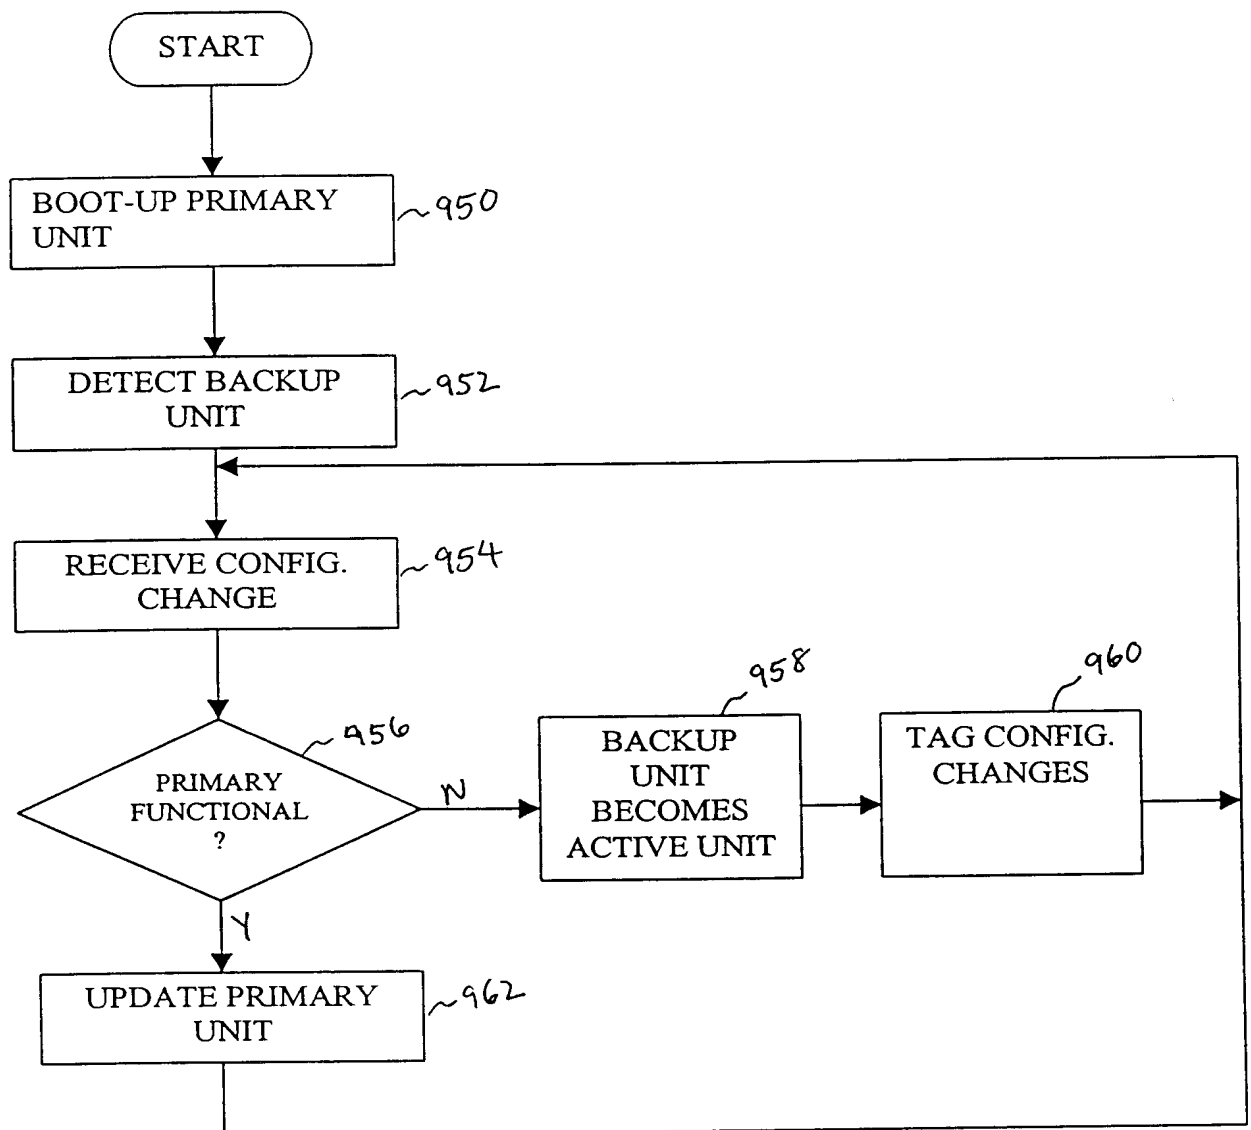 START
BOOT-UP PRIMARY
UNIT
950
DETECT BACKUP
UNIT
952
RECEIVE CONFIG.
CHANGE
954
PRIMARY
FUNCTIONAL
?
956
N
BACKUP
UNIT
BECOMES
ACTIVE UNIT
958
TAG CONFIG.
CHANGES
960
Y
UPDATE PRIMARY
UNIT
962